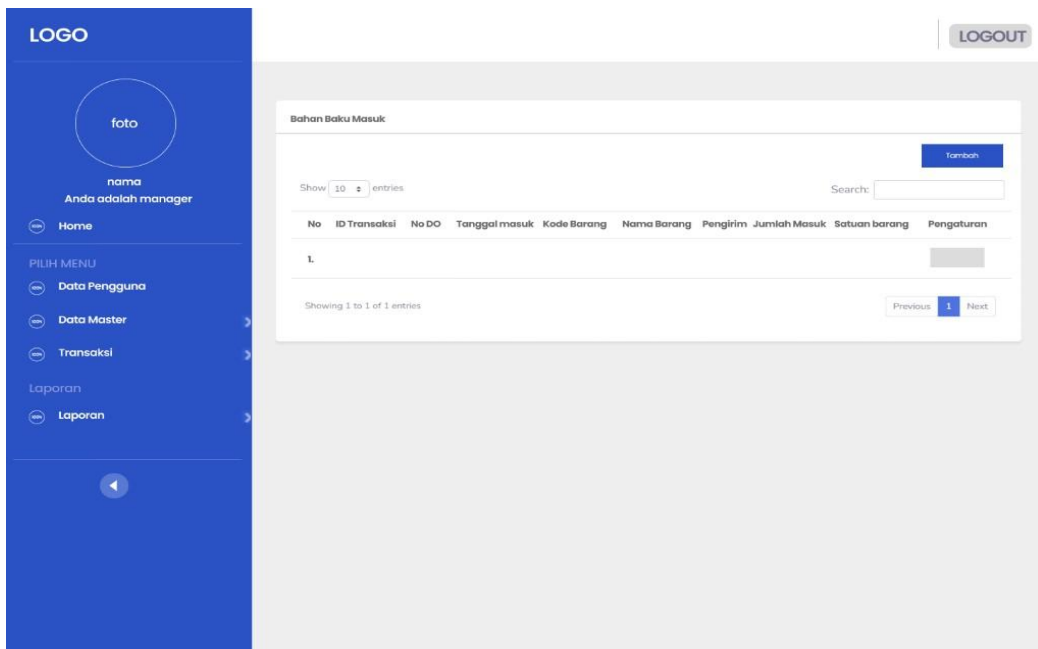 LOGO
LOGOUT
foto
nama
Anda adalah manager
Home
PILIH MENU
Data Pengguna
Data Master
Transaksi
Laporan
Laporan
Bahan Baku Masuk
Tambah
Show 10 entries
Search:
No ID Transaksi No DO Tanggal masuk Kode Barang Nama Barang Pengirim Jumlah Masuk Satuan barang Pengaturan
1.
Showing 1 to 1 of 1 entries
Previous 1 Next